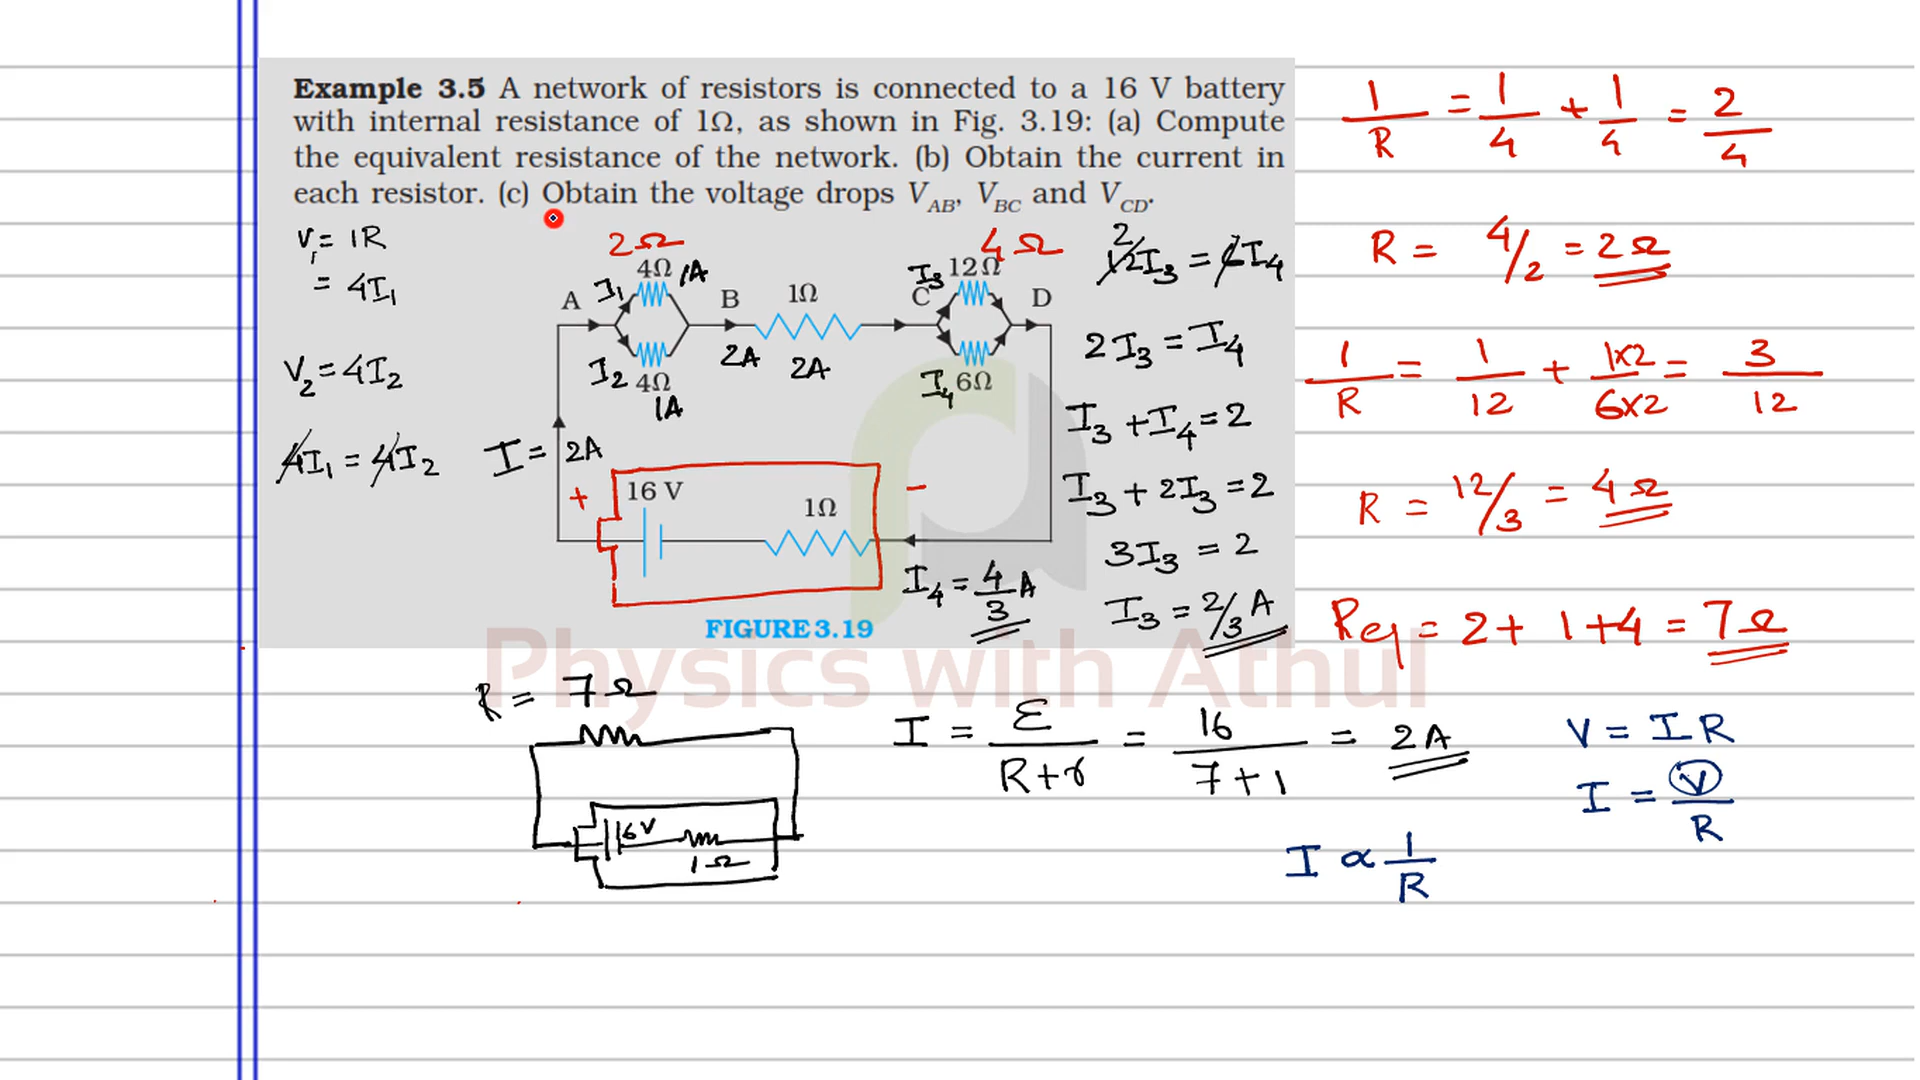 Example 3.5 A network of resistors is connected to a 16 V battery
with internal resistance of 1Ω, as shown in Fig. 3.19: (a) Compute
the equivalent resistance of the network. (b) Obtain the current in
each resistor. (c) Obtain the voltage drops V_AB, V_BC and V_CD.
V₁ = IR
= 4I₁
V₂ = 4I₂
4I₁ = 4I₂
I = 2A
2Ω
4Ω 1A
A I₁ B 1Ω
I₂ 4Ω
1A
2A 2A
4Ω
I₃ 12Ω
C D
I₄ 6Ω
+ 16 V 1Ω −
FIGURE 3.19
12I₃ = 6I₄
2
2I₃ = I₄
I₃ + I₄ = 2
I₃ + 2I₃ = 2
3I₃ = 2
I₃ = 2/3 A
I₄ = 4/3 A
1/R = 1/4 + 1/4 = 2/4
R = 4/2 = 2Ω
1/R = 1/12 + 1×2/6×2 = 3/12
R = 12/3 = 4Ω
Req = 2 + 1 + 4 = 7Ω
Physics with Athul
R = 7Ω
16V
1Ω
I = ε/R+r = 16/7+1 = 2A
V = IR
I = V/R
I ∝ 1/R